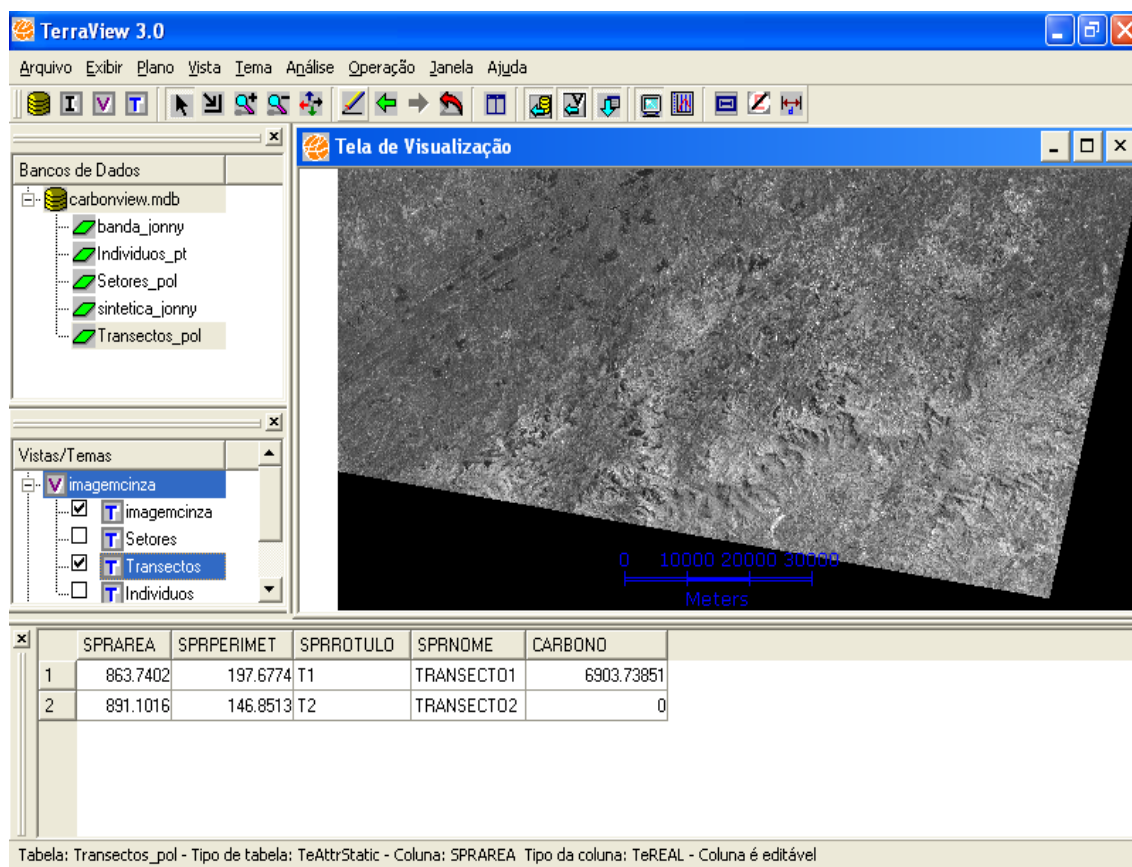 TerraView 3.0
Arquivo Exibir Plano Vista Tema Análise Operação Janela Ajuda
I V T
Bancos de Dados
carbonview.mdb
banda_jonny
Individuos_pt
Setores_pol
sintetica_jonny
Transectos_pol
Vistas/Temas
V imagemcinza
T imagemcinza
T Setores
T Transectos
T Individuos
Tela de Visualização
0 10000 20000 30000
Meters
SPRAREA SPRPERIMET SPRROTULO SPRNOME CARBONO
1 863.7402 197.6774 T1 TRANSECTO1 6903.73851
2 891.1016 146.8513 T2 TRANSECTO2 0
Tabela: Transectos_pol - Tipo de tabela: TeAttrStatic - Coluna: SPRAREA Tipo da coluna: TeREAL - Coluna é editável